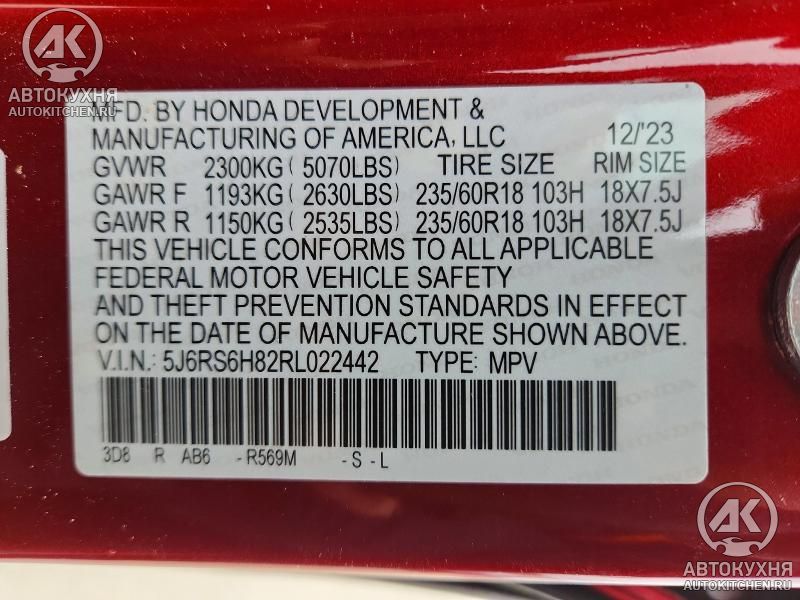 AK
АВТОКУХНЯ
AUTOKITCHEN.RU
MFD. BY HONDA DEVELOPMENT &
MANUFACTURING OF AMERICA, LLC 12/'23
GVWR 2300KG ( 5070LBS) TIRE SIZE RIM SIZE
GAWR F 1193KG ( 2630LBS) 235/60R18 103H 18X7.5J
GAWR R 1150KG ( 2535LBS) 235/60R18 103H 18X7.5J
THIS VEHICLE CONFORMS TO ALL APPLICABLE
FEDERAL MOTOR VEHICLE SAFETY
AND THEFT PREVENTION STANDARDS IN EFFECT
ON THE DATE OF MANUFACTURE SHOWN ABOVE.
V.I.N.: 5J6RS6H82RL022442 TYPE: MPV
3D8 R AB6 -R569M -S-L
AK
АВТОКУХНЯ
AUTOKITCHEN.RU